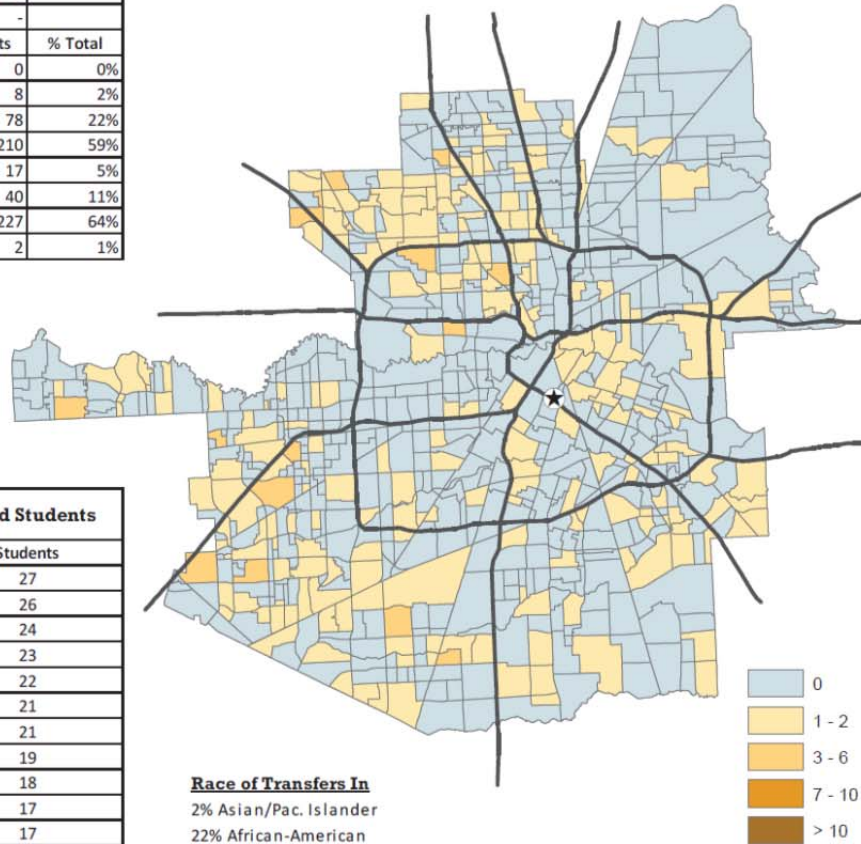 -
ts % Total
0 0%
8 2%
78 22%
210 59%
17 5%
40 11%
227 64%
2 1%
d Students
Students
27
26
24
23
22
21
21
19
18
17
17
Race of Transfers In
2% Asian/Pac. Islander
22% African-American
0
1 - 2
3 - 6
7 - 10
> 10